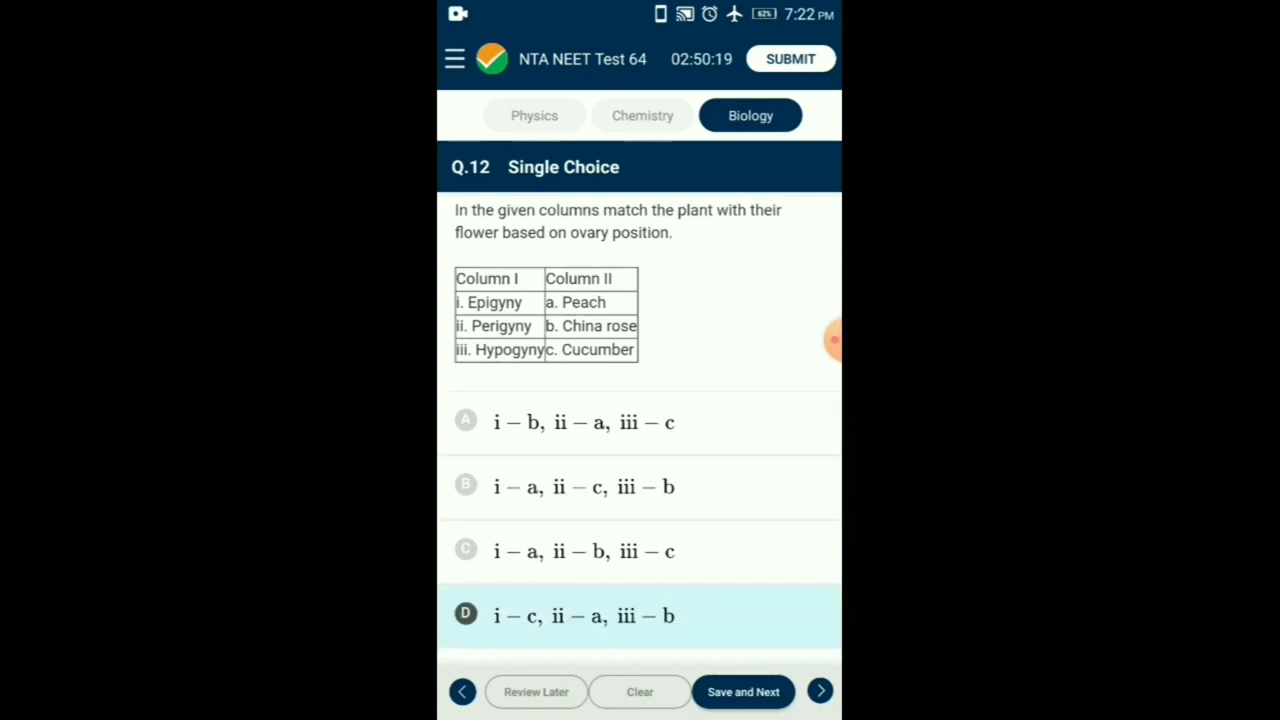 62% 7:22 PM
NTA NEET Test 64 02:50:19 SUBMIT
Physics Chemistry Biology
Q.12 Single Choice
In the given columns match the plant with their
flower based on ovary position.
Column I Column II
i. Epigyny a. Peach
ii. Perigyny b. China rose
iii. Hypogyny c. Cucumber
A i – b, ii – a, iii – c
B i – a, ii – c, iii – b
C i – a, ii – b, iii – c
D i – c, ii – a, iii – b
Review Later Clear Save and Next